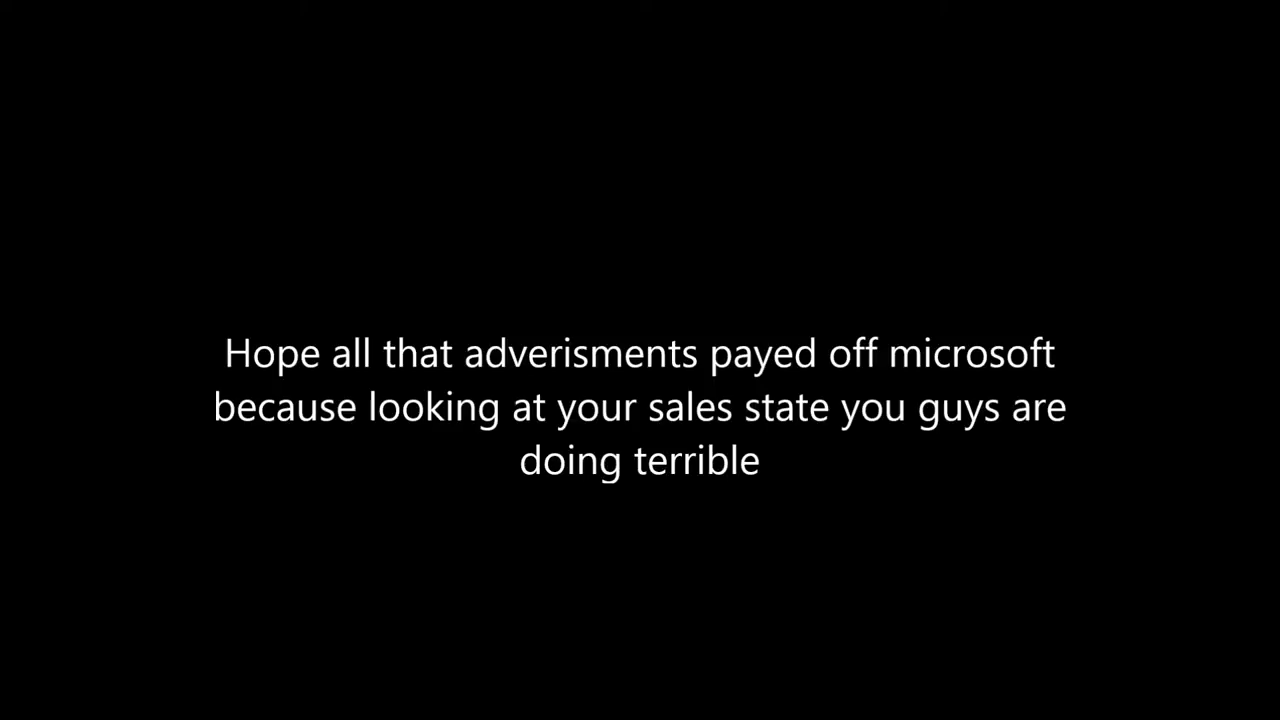 Hope all that adverisments payed off microsoft
because looking at your sales state you guys are
doing terrible